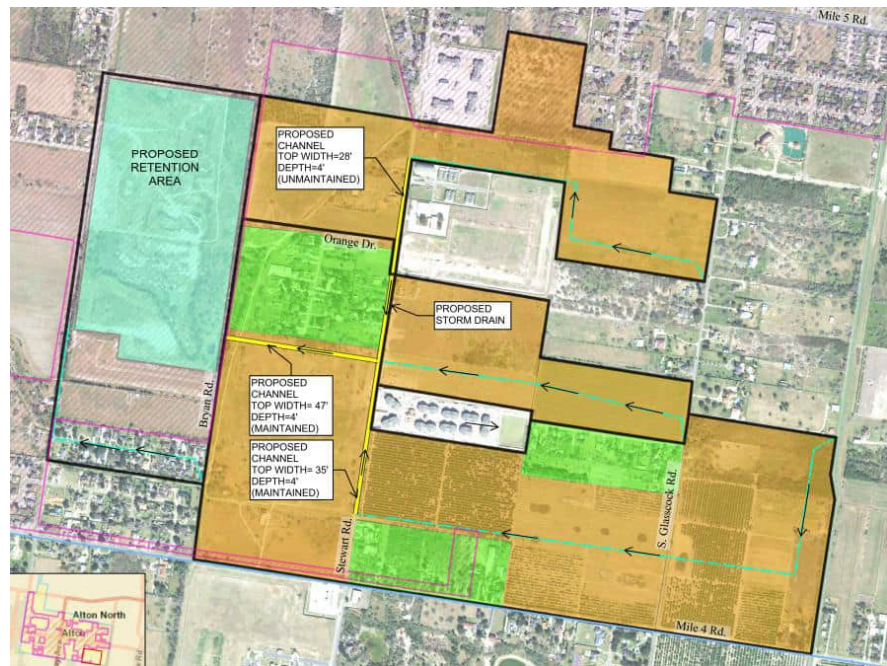 Mile 5 Rd.
PROPOSED
CHANNEL
TOP WIDTH=28'
DEPTH=4'
(UNMAINTAINED)
PROPOSED
RETENTION
AREA
Orange Dr.
PROPOSED
STORM DRAIN
PROPOSED
CHANNEL
TOP WIDTH= 47'
DEPTH=4'
(MAINTAINED)
Bryan Rd.
PROPOSED
CHANNEL
TOP WIDTH= 35'
DEPTH=4'
(MAINTAINED)
S. Glasscock Rd.
Stewart Rd.
Mile 4 Rd.
Alton North
Alton
Rd